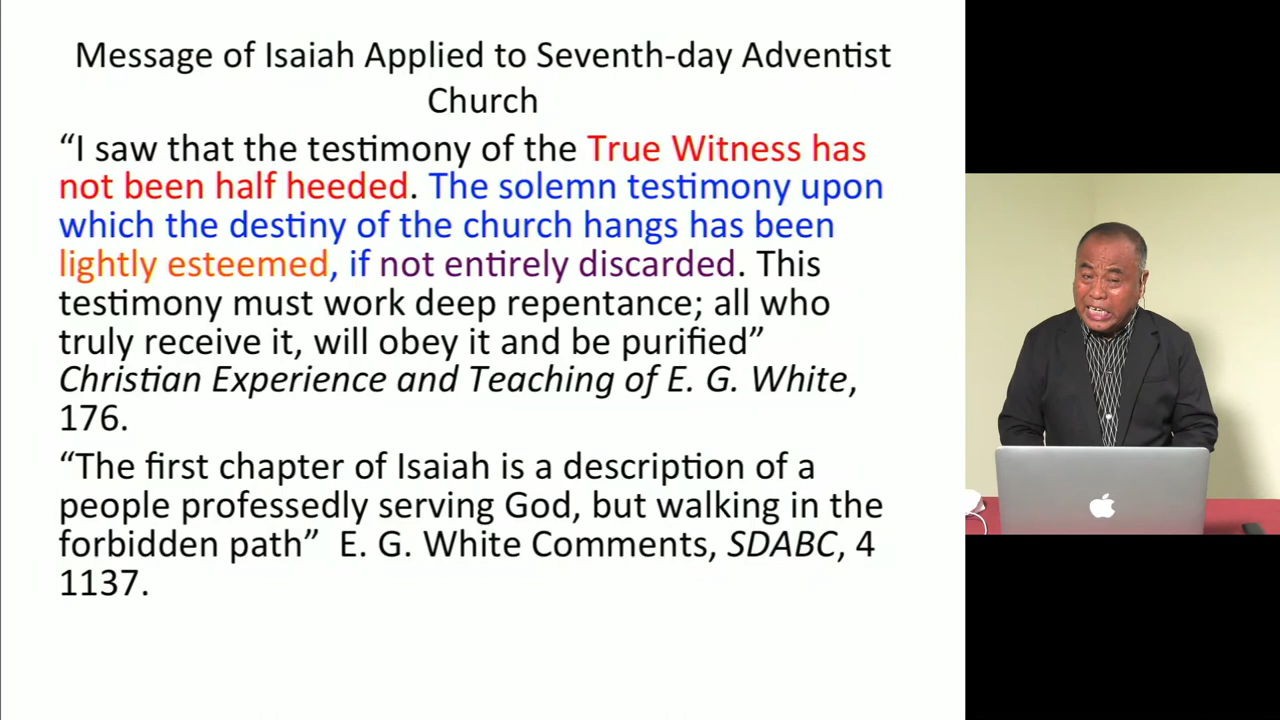 Message of Isaiah Applied to Seventh-day Adventist
Church
“I saw that the testimony of the True Witness has
not been half heeded. The solemn testimony upon
which the destiny of the church hangs has been
lightly esteemed, if not entirely discarded. This
testimony must work deep repentance; all who
truly receive it, will obey it and be purified”
Christian Experience and Teaching of E. G. White,
176.
“The first chapter of Isaiah is a description of a
people professedly serving God, but walking in the
forbidden path”  E. G. White Comments, SDABC, 4
1137.